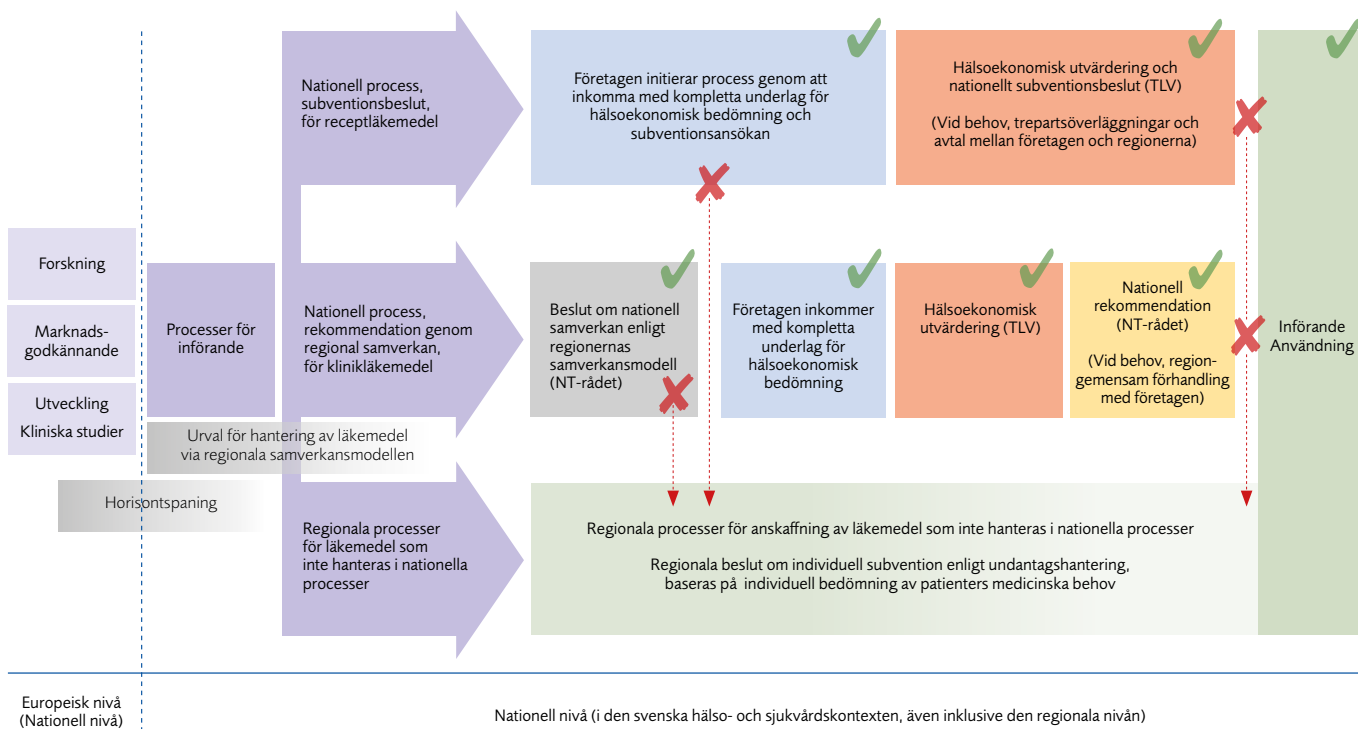 Forskning
Marknads-
godkännande
Utveckling
Kliniska studier
Processer för
införande
Urval för hantering av läkemedel
via regionala samverkansmodellen
Horisontspaning
Nationell process,
subventionsbeslut,
för receptläkemedel
Företagen initierar process genom att
inkomma med kompletta underlag för
hälsoekonomisk bedömning och
subventionsansökan
Hälsoekonomisk utvärdering och
nationellt subventionsbeslut (TLV)
(Vid behov, trepartsöverläggningar och
avtal mellan företagen och regionerna)
Nationell process,
rekommendation genom
regional samverkan,
för klinikläkemedel
Beslut om nationell
samverkan enligt
regionernas
samverkansmodell
(NT-rådet)
Företagen inkommer
med kompletta
underlag för
hälsoekonomisk
bedömning
Hälsoekonomisk
utvärdering (TLV)
Nationell
rekommendation
(NT-rådet)
(Vid behov, region-
gemensam förhandling
med företagen)
Införande
Användning
Regionala processer
för läkemedel som
inte hanteras i nationella
processer
Regionala processer för anskaffning av läkemedel som inte hanteras i nationella processer
Regionala beslut om individuell subvention enligt undantagshantering,
baseras på individuell bedömning av patienters medicinska behov
Europeisk nivå
(Nationell nivå)
Nationell nivå (i den svenska hälso- och sjukvårdskontexten, även inklusive den regionala nivån)